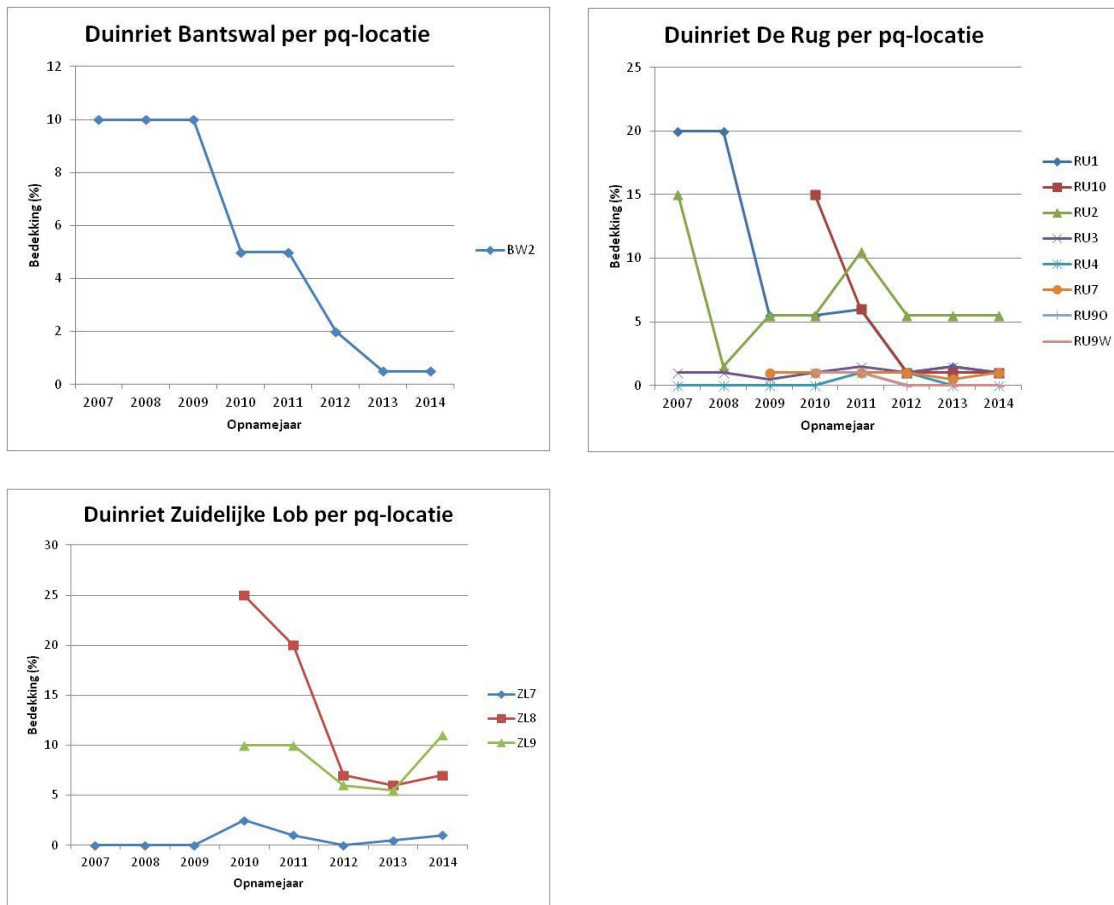 Duinriet Bantswal per pq-locatie
12
10
8
6
4
2
0
Bedekking (%)
2007 2008 2009 2010 2011 2012 2013 2014
Opnamejaar
BW2
Duinriet De Rug per pq-locatie
25
20
15
10
5
0
Bedekking (%)
2007 2008 2009 2010 2011 2012 2013 2014
Opnamejaar
RU1
RU10
RU2
RU3
RU4
RU7
RU9O
RU9W
Duinriet Zuidelijke Lob per pq-locatie
30
25
20
15
10
5
0
Bedekking (%)
2007 2008 2009 2010 2011 2012 2013 2014
Opnamejaar
ZL7
ZL8
ZL9